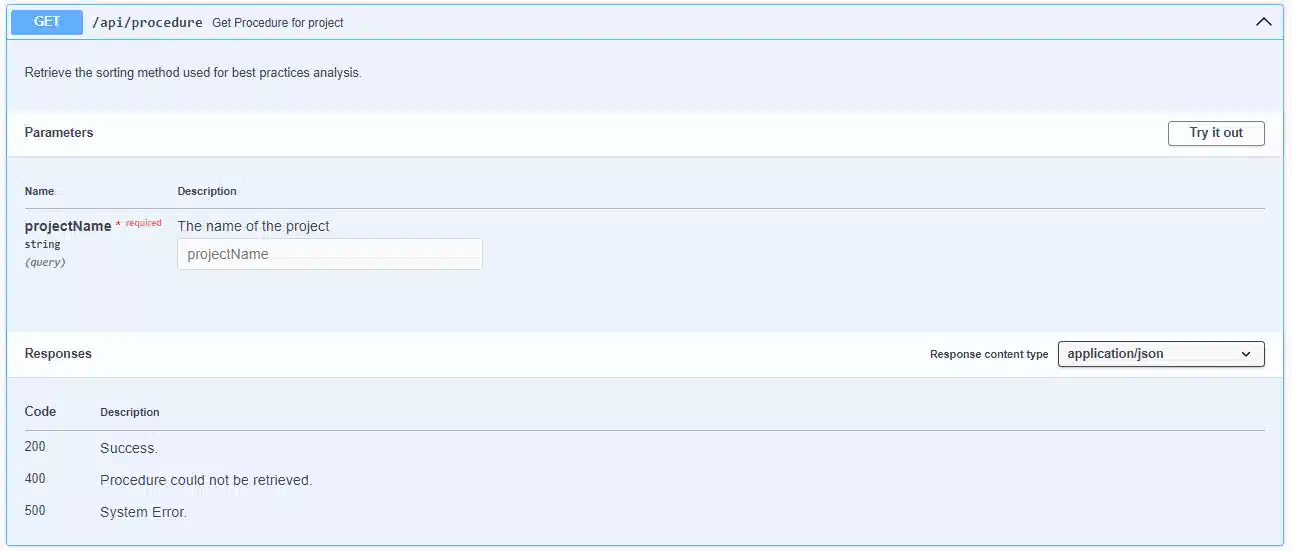 GET /api/procedure Get Procedure for project
Retrieve the sorting method used for best practices analysis.
Parameters Try it out
Name Description
projectName * required The name of the project
string projectName
(query)
Responses Response content type application/json
Code Description
200 Success.
400 Procedure could not be retrieved.
500 System Error.